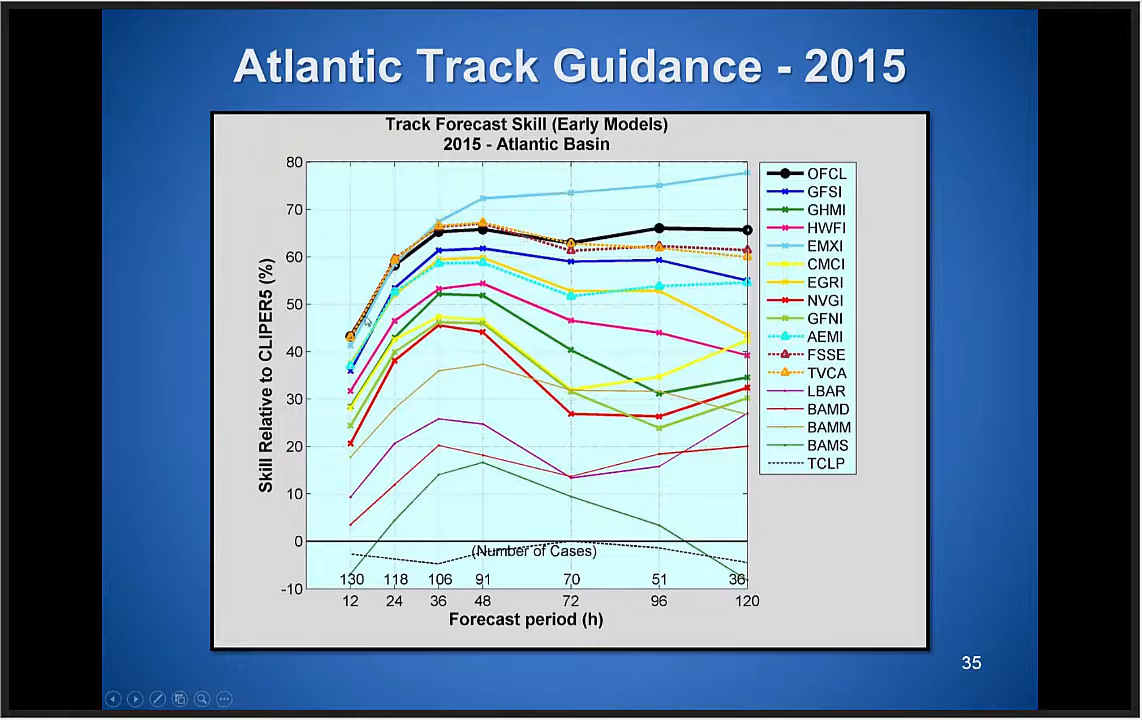 Atlantic Track Guidance - 2015
Track Forecast Skill (Early Models)
2015 - Atlantic Basin
Skill Relative to CLIPER5 (%)
80
70
60
50
40
30
20
10
0
-10
(Number of Cases)
130 118 106 91 70 51 36
12 24 36 48 72 96 120
Forecast period (h)
OFCL
GFSI
GHMI
HWFI
EMXI
CMCI
EGRI
NVGI
GFNI
AEMI
FSSE
TVCA
LBAR
BAMD
BAMM
BAMS
TCLP
35